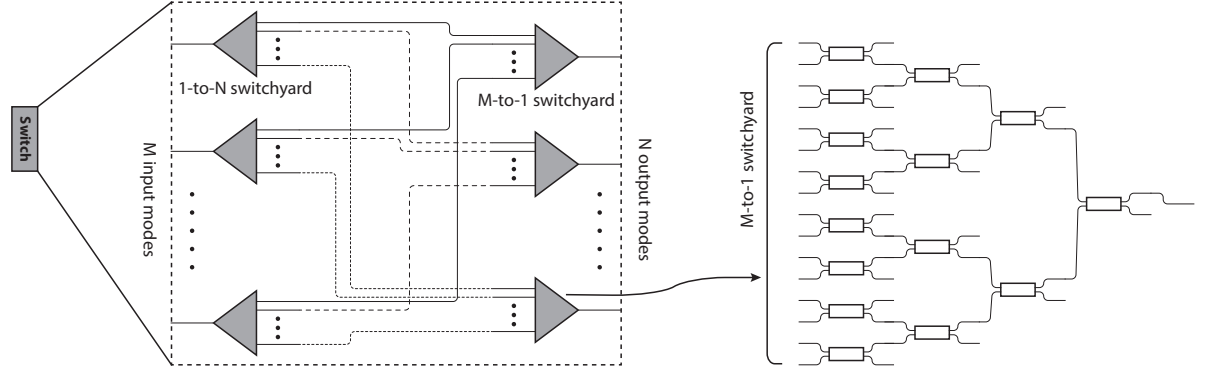 Switch
1-to-N switchyard
M-to-1 switchyard
M input modes
N output modes
M-to-1 switchyard